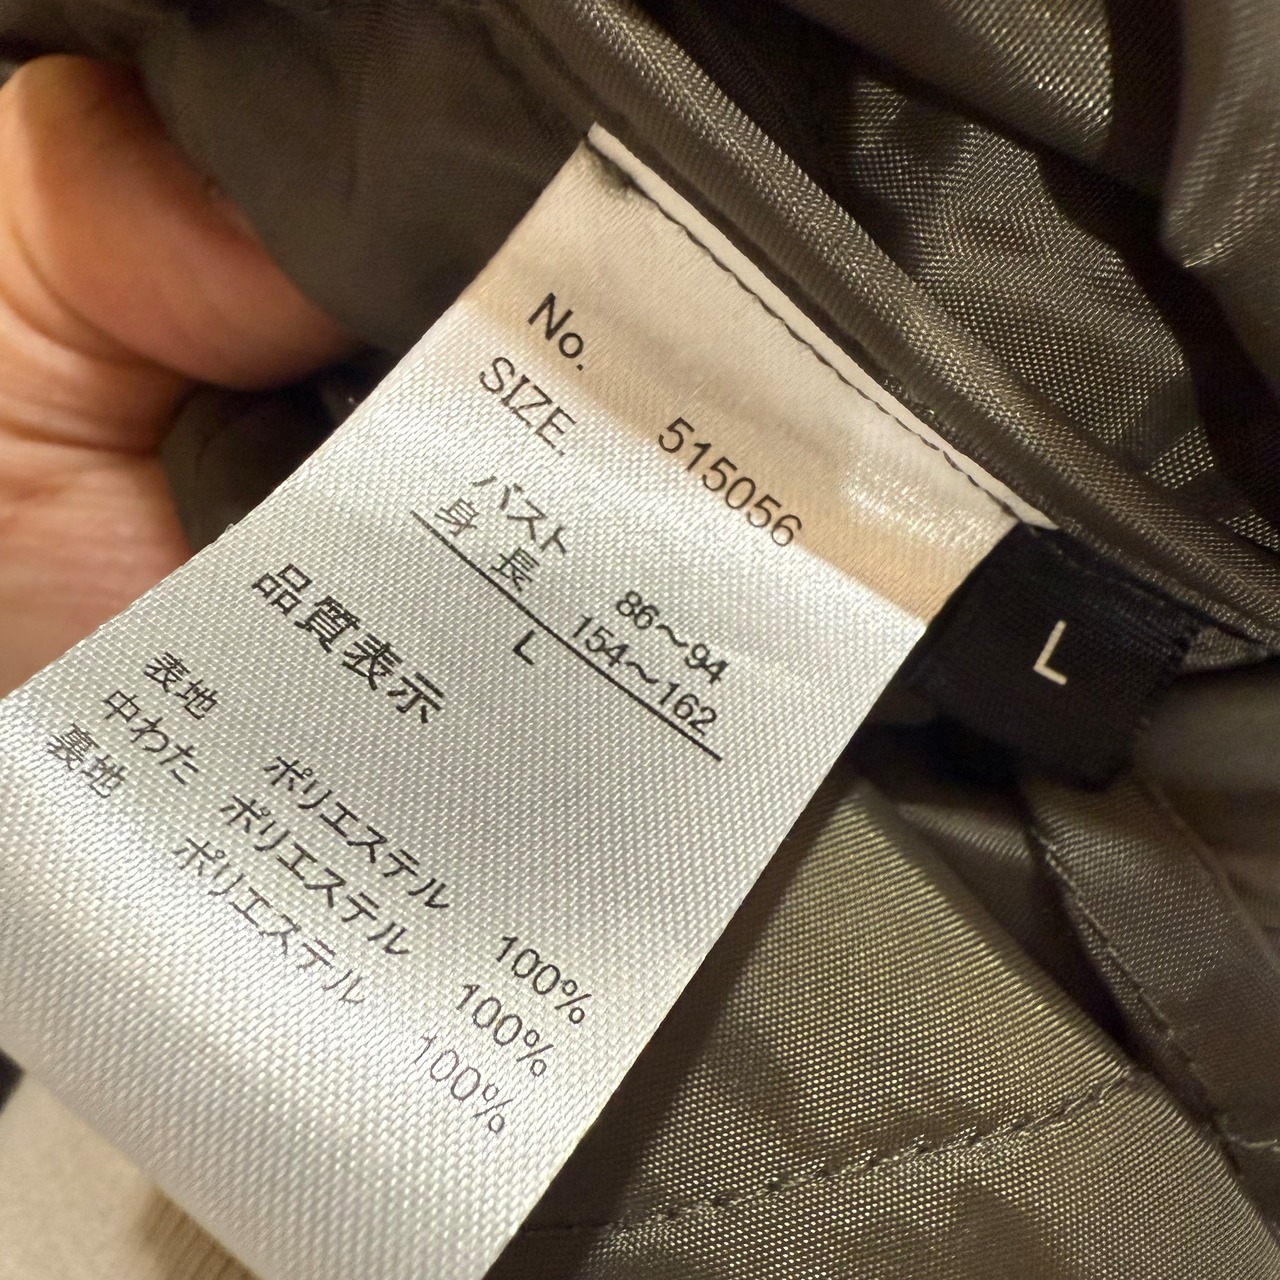 No. 515056
SIZE.
バスト 86～94
身長 154～162
L
品質表示
表地 ポリエステル 100%
中わた ポリエステル 100%
裏地 ポリエステル 100%
L